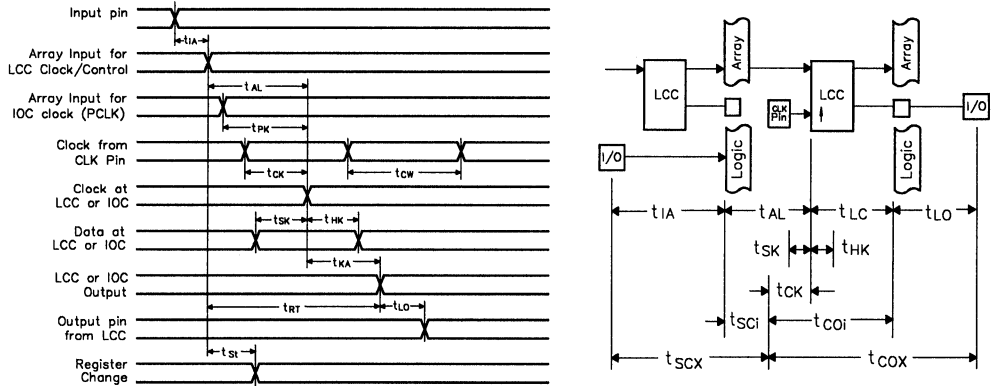 Input pin
tIA
Array Input for
LCC Clock/Control
tAL
Array Input for
IOC clock (PCLK)
tPK
Clock from
CLK Pin
tCK
tCW
Clock at
LCC or IOC
tSK
tHK
Data at
LCC or IOC
tKA
LCC or IOC
Output
tRT
tLO
Output pin
from LCC
tSt
Register
Change
Array
Array
LCC
LCC
CLK
Pin
I/O
I/O
Logic
Logic
tIA
tAL
tLC
tLO
tSK
tHK
tCK
tSCi
tCOi
tSCX
tCOX